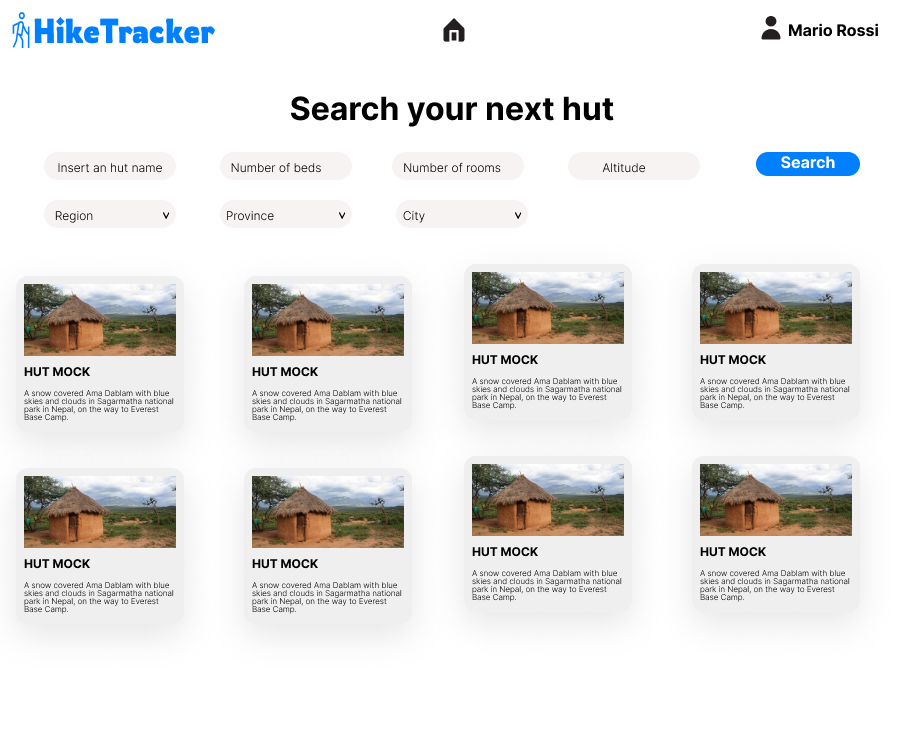 HikeTracker
Mario Rossi
Search your next hut
Insert an hut name
Number of beds
Number of rooms
Altitude
Search
Region
Province
City
HUT MOCK
A snow covered Ama Dablam with blue
skies and clouds in Sagarmatha national
park in Nepal, on the way to Everest
Base Camp.
HUT MOCK
A snow covered Ama Dablam with blue
skies and clouds in Sagarmatha national
park in Nepal, on the way to Everest
Base Camp.
HUT MOCK
A snow covered Ama Dablam with blue
skies and clouds in Sagarmatha national
park in Nepal, on the way to Everest
Base Camp.
HUT MOCK
A snow covered Ama Dablam with blue
skies and clouds in Sagarmatha national
park in Nepal, on the way to Everest
Base Camp.
HUT MOCK
A snow covered Ama Dablam with blue
skies and clouds in Sagarmatha national
park in Nepal, on the way to Everest
Base Camp.
HUT MOCK
A snow covered Ama Dablam with blue
skies and clouds in Sagarmatha national
park in Nepal, on the way to Everest
Base Camp.
HUT MOCK
A snow covered Ama Dablam with blue
skies and clouds in Sagarmatha national
park in Nepal, on the way to Everest
Base Camp.
HUT MOCK
A snow covered Ama Dablam with blue
skies and clouds in Sagarmatha national
park in Nepal, on the way to Everest
Base Camp.